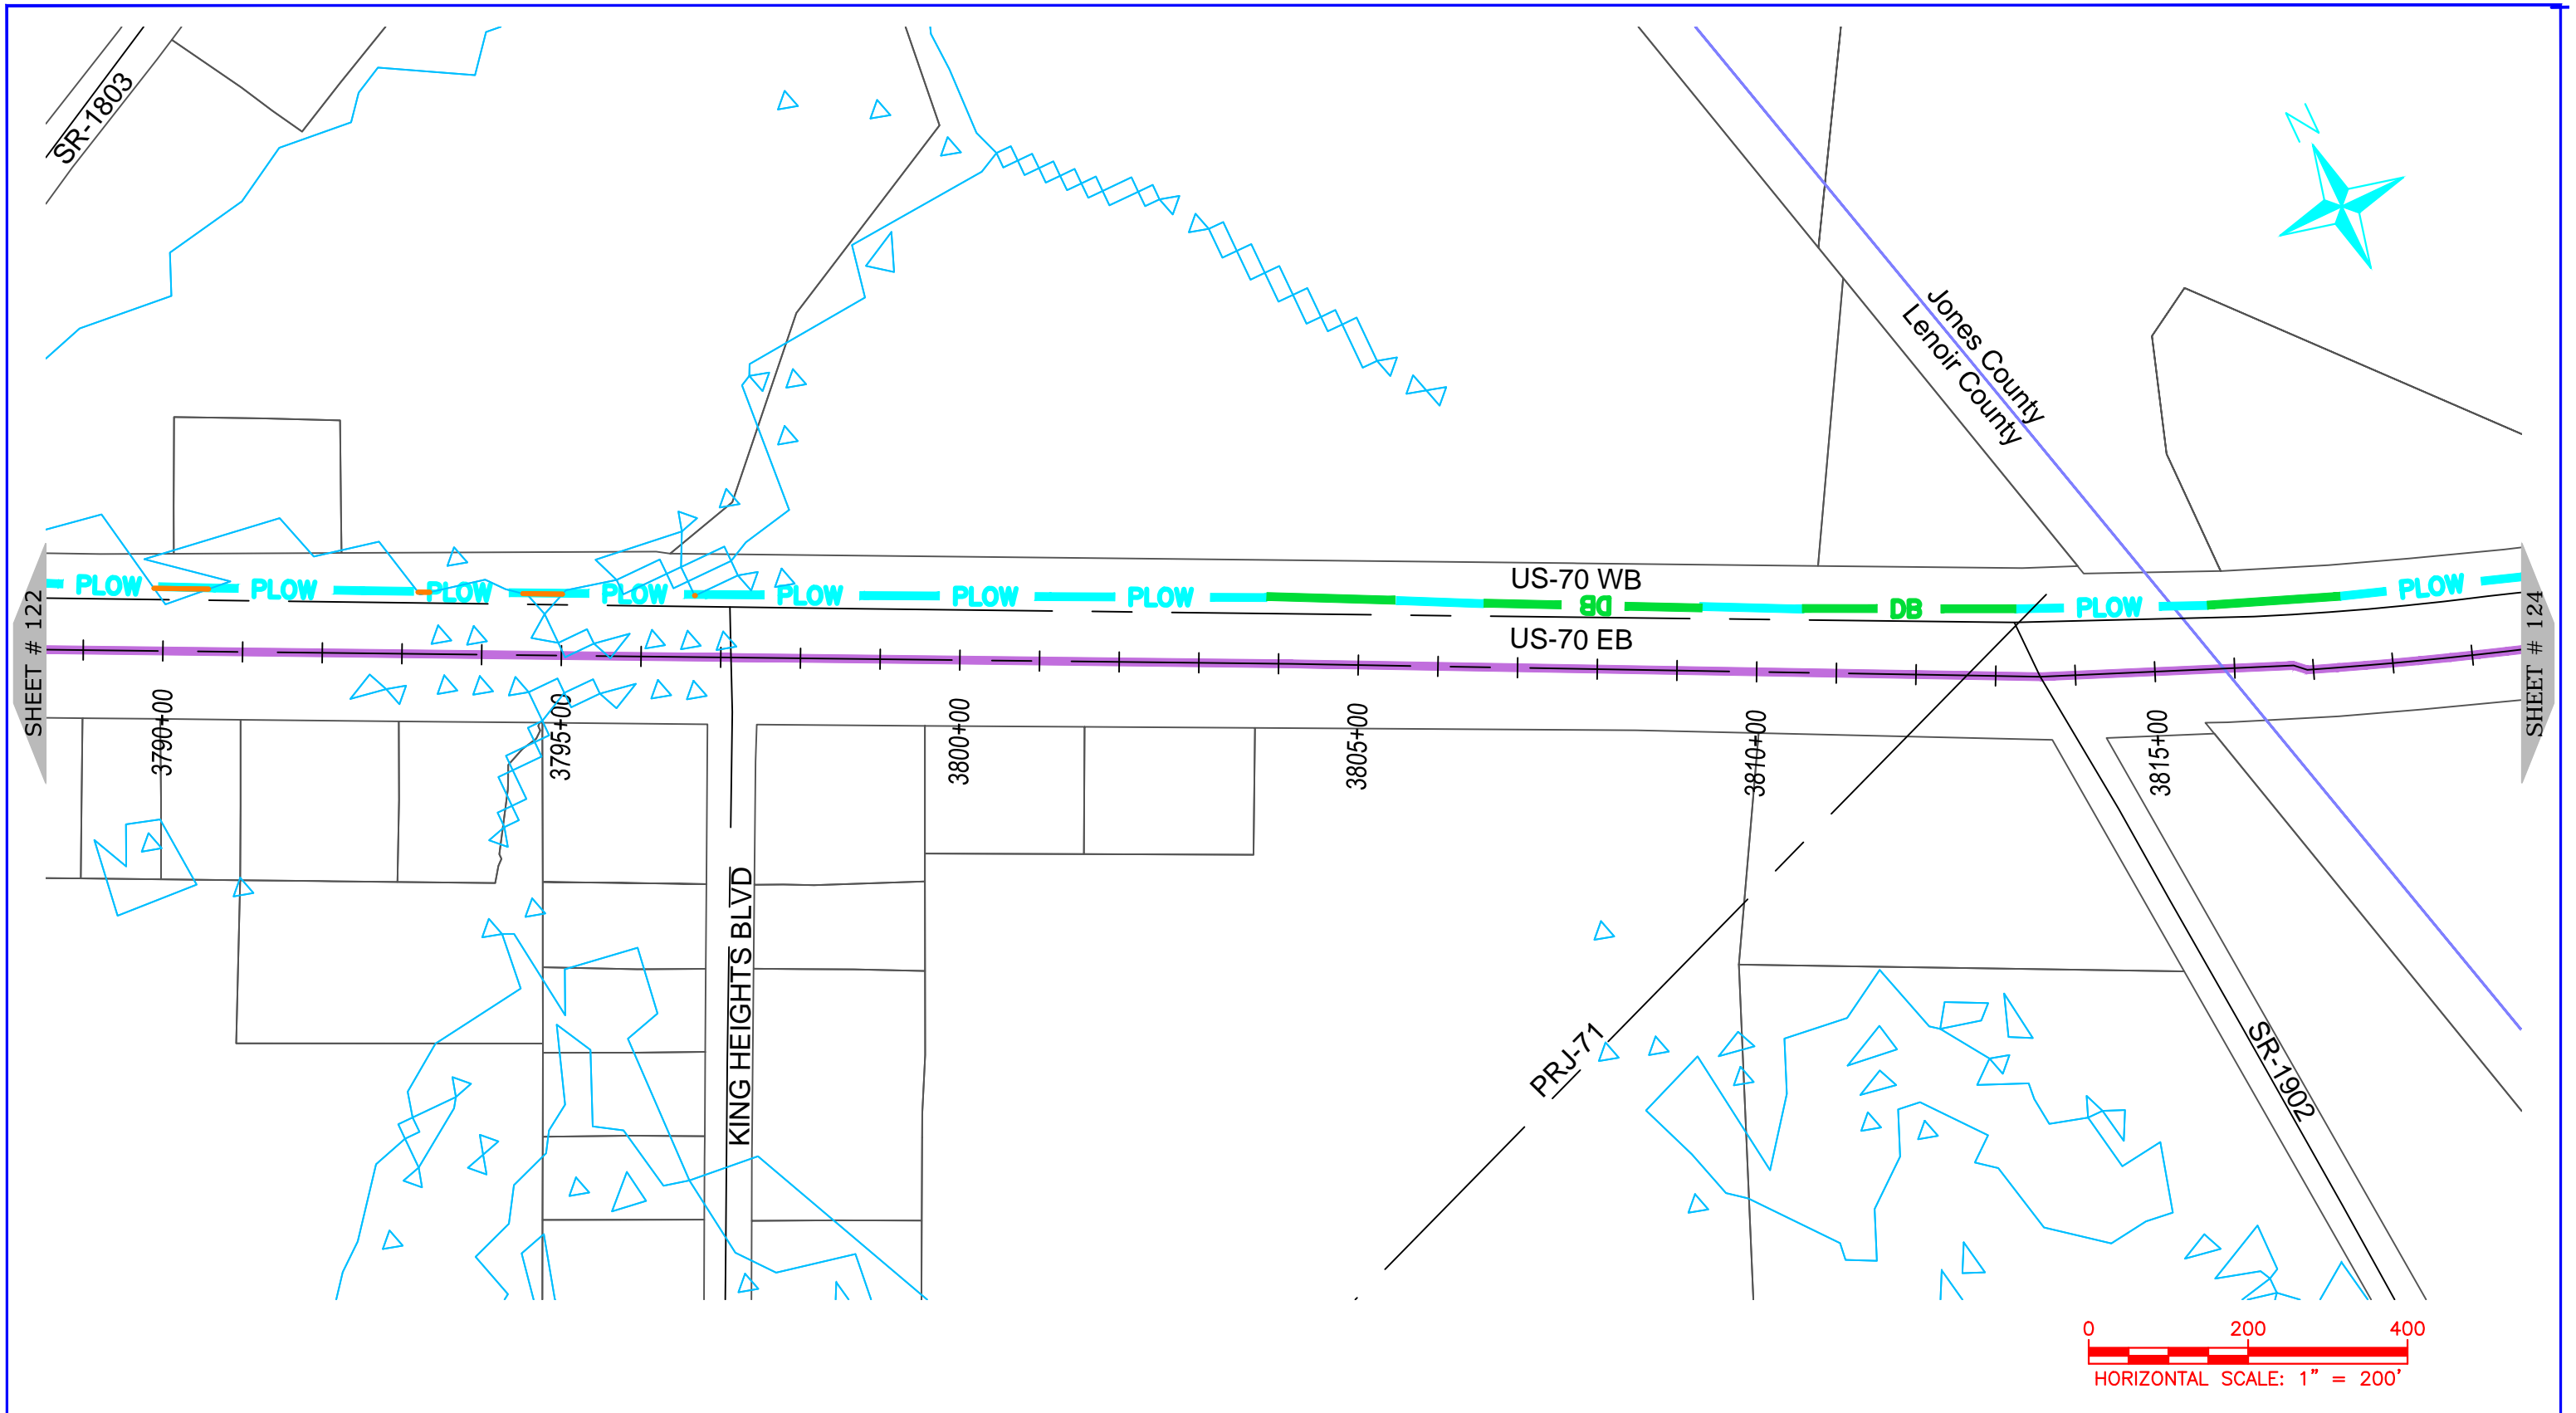 SR-1803
N
Jones County
Lenoir County
PLOW
PLOW
PLOW
PLOW
PLOW
PLOW
PLOW
US-70 WB
DB
DB
PLOW
PLOW
US-70 EB
SHEET # 122
SHEET # 124
3790+00
3795+00
3800+00
3805+00
3810+00
3815+00
KING HEIGHTS BLVD
PRJ-71
SR-1902
0 200 400
HORIZONTAL SCALE: 1" = 200'